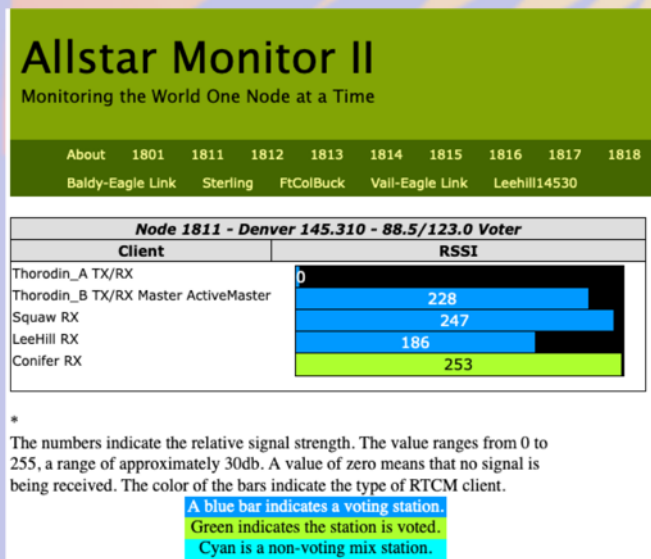 Allstar Monitor II
Monitoring the World One Node at a Time
About 1801 1811 1812 1813 1814 1815 1816 1817 1818
Baldy-Eagle Link Sterling FtColBuck Vail-Eagle Link Leehill14530
Node 1811 - Denver 145.310 - 88.5/123.0 Voter
Client RSSI
Thorodin_A TX/RX 0
Thorodin_B TX/RX Master ActiveMaster 228
Squaw RX 247
LeeHill RX 186
Conifer RX 253
*
The numbers indicate the relative signal strength. The value ranges from 0 to
255, a range of approximately 30db. A value of zero means that no signal is
being received. The color of the bars indicate the type of RTCM client.
A blue bar indicates a voting station.
Green indicates the station is voted.
Cyan is a non-voting mix station.